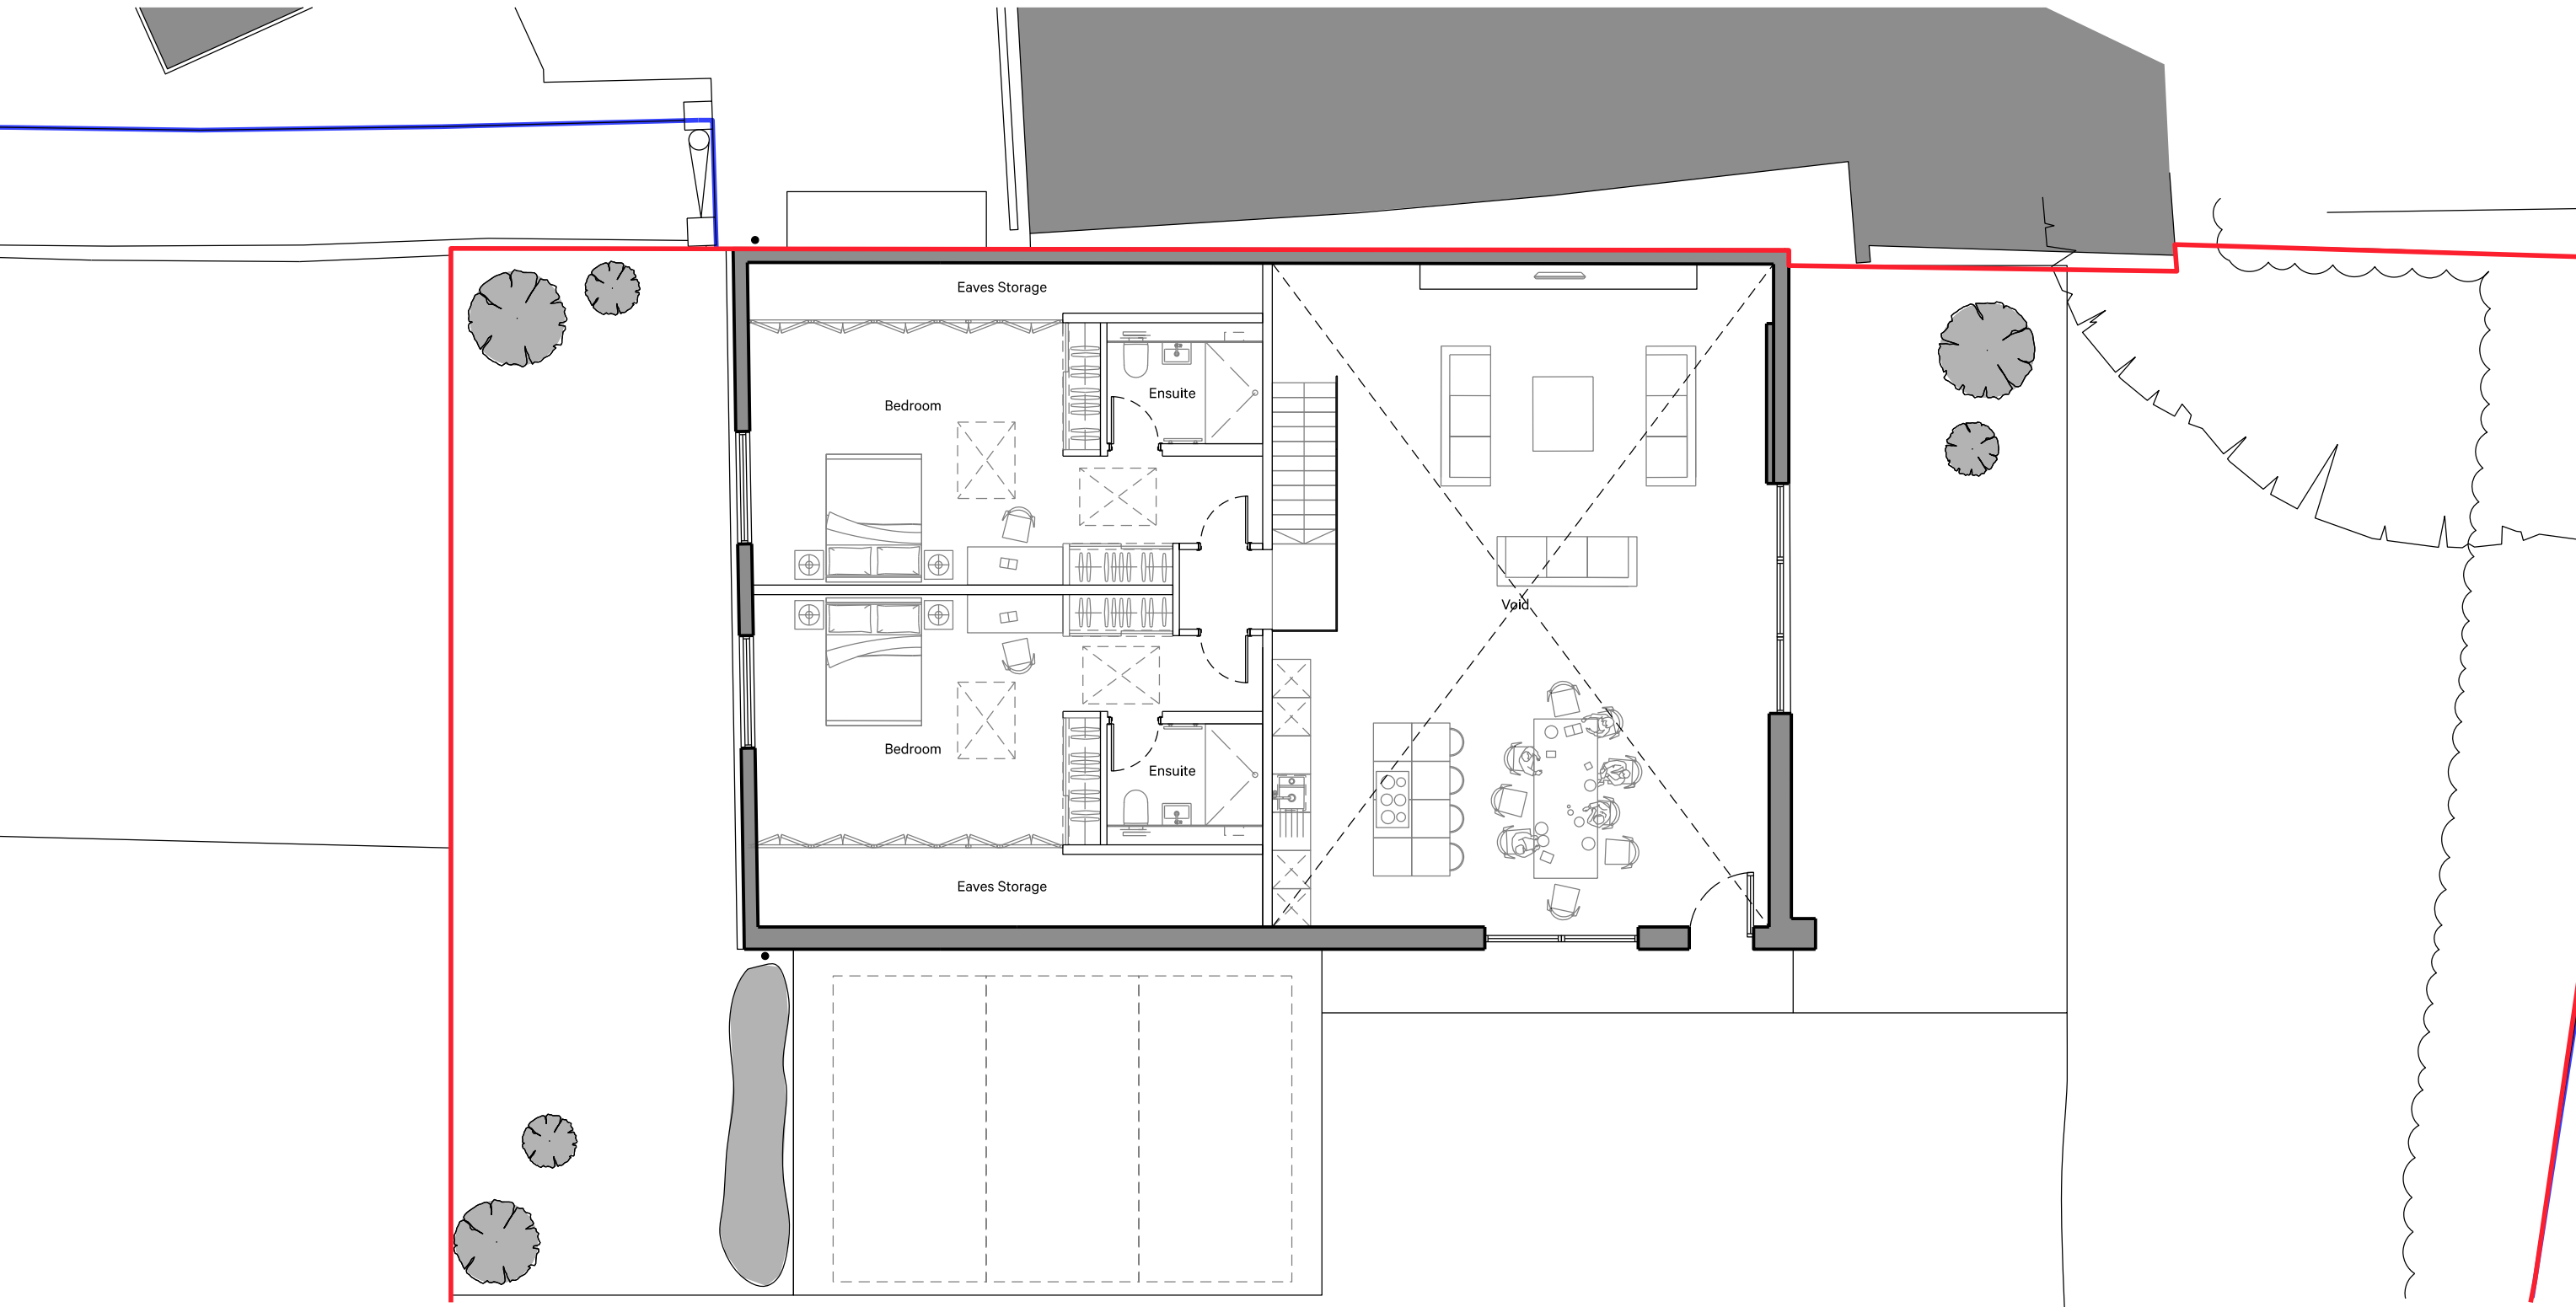 Eaves Storage
Bedroom
Ensuite
Void
Bedroom
Ensuite
Eaves Storage